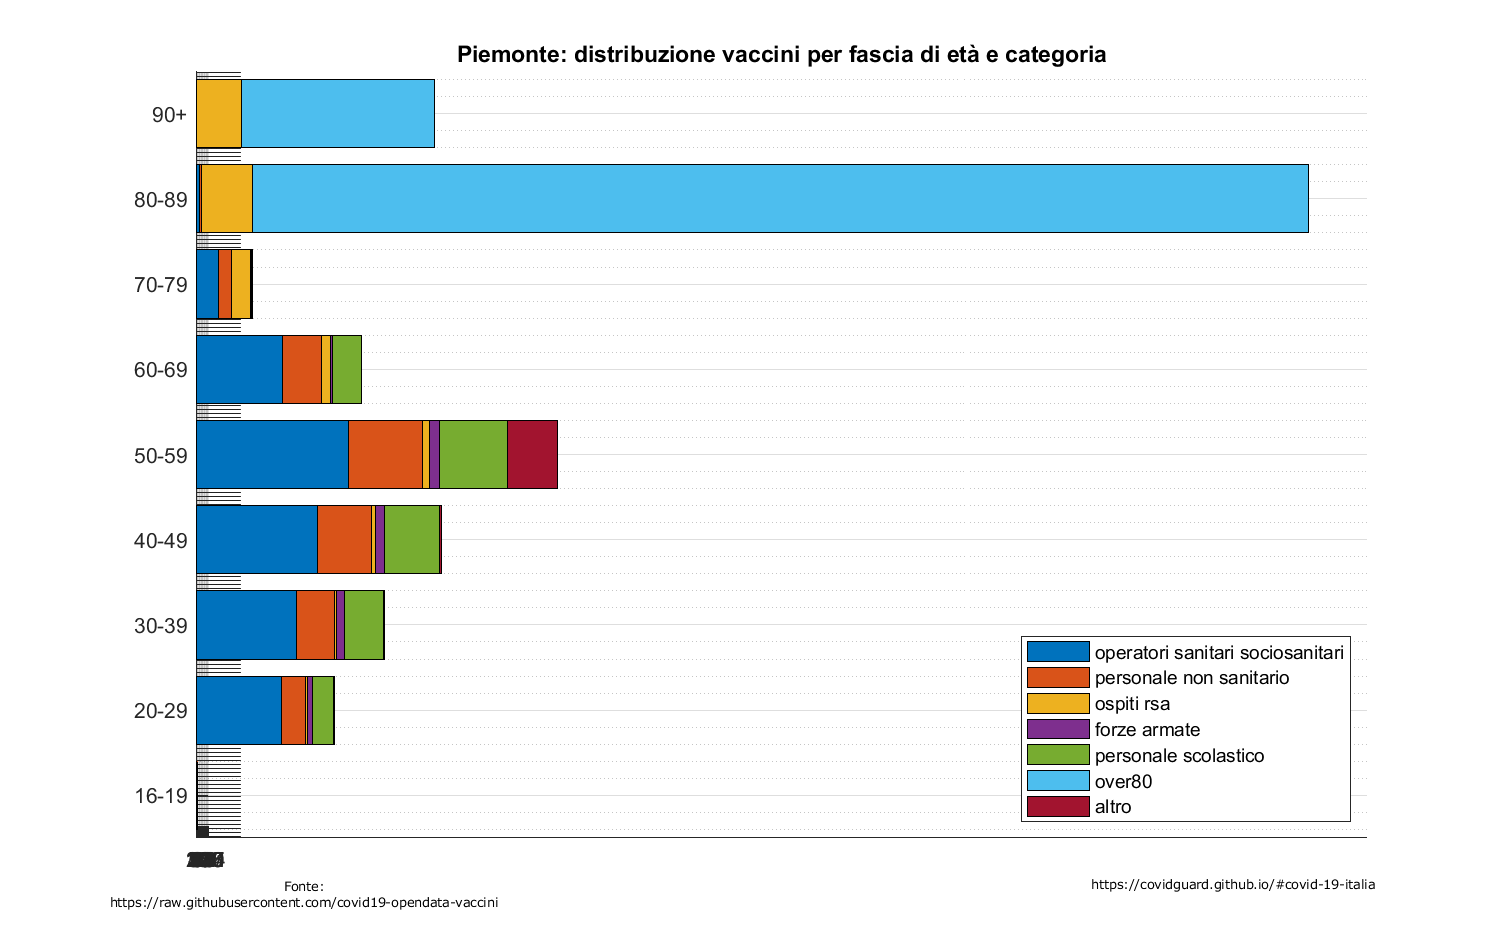 Piemonte: distribuzione vaccini per fascia di età e categoria
90+
80-89
70-79
60-69
50-59
40-49
30-39
20-29
16-19
operatori sanitari sociosanitari
personale non sanitario
ospiti rsa
forze armate
personale scolastico
over80
altro
Fonte:
https://raw.githubusercontent.com/covid19-opendata-vaccini
https://covidguard.github.io/#covid-19-italia